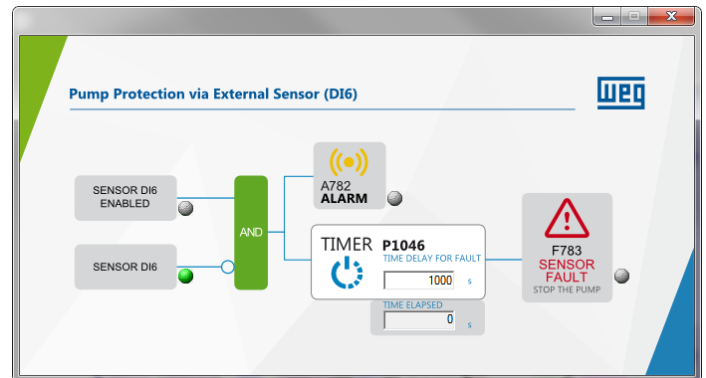 Pump Protection via External Sensor (DI6)
WEG
SENSOR DI6
ENABLED
SENSOR DI6
AND
A782
ALARM
TIMER P1046
TIME DELAY FOR FAULT
1000 s
TIME ELAPSED
0 s
F783
SENSOR
FAULT
STOP THE PUMP